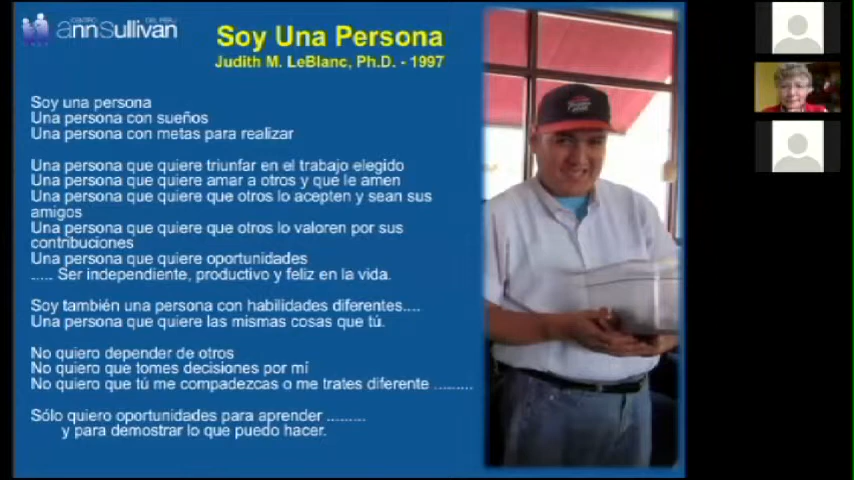 CENTRO DEL PERÚ
annsullivan
Soy Una Persona
Judith M. LeBlanc, Ph.D. - 1997
Soy una persona
Una persona con sueños
Una persona con metas para realizar
Una persona que quiere triunfar en el trabajo elegido
Una persona que quiere amar a otros y que le amen
Una persona que quiere que otros lo acepten y sean sus
amigos
Una persona que quiere que otros lo valoren por sus
contribuciones
Una persona que quiere oportunidades
..... Ser independiente, productivo y feliz en la vida.
Soy también una persona con habilidades diferentes....
Una persona que quiere las mismas cosas que tú.
No quiero depender de otros
No quiero que tomes decisiones por mí
No quiero que tú me compadezcas o me trates diferente .........
Sólo quiero oportunidades para aprender .........
y para demostrar lo que puedo hacer.